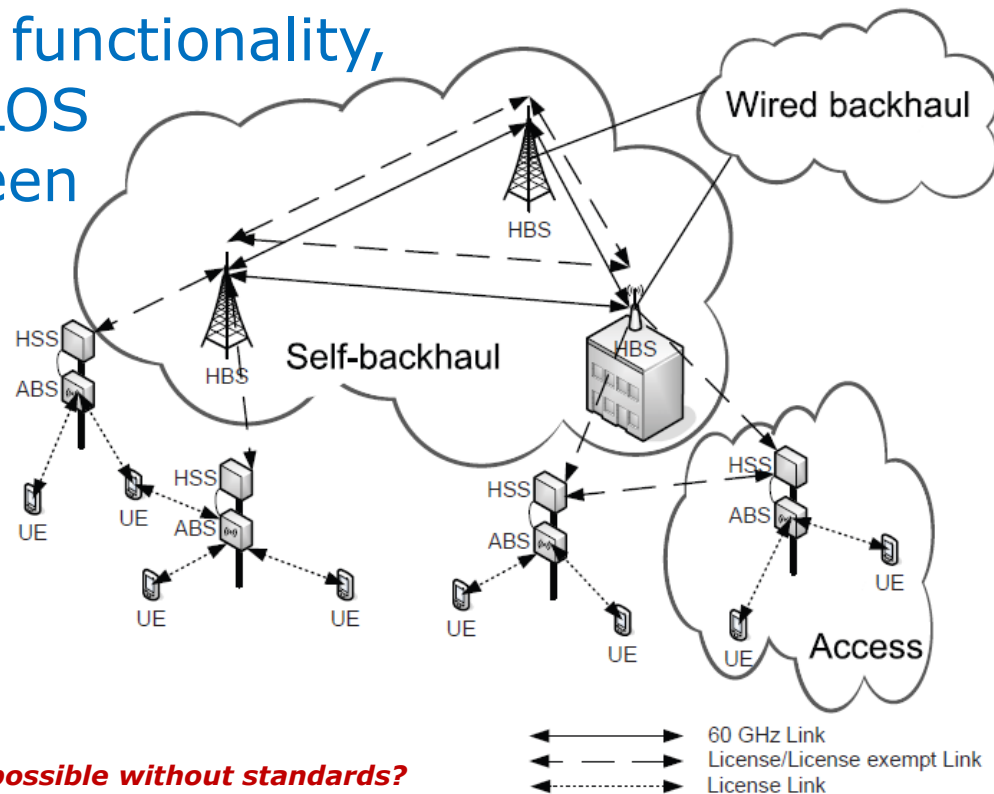 functionality,
LOS
een
Wired backhaul
HBS
HBS
HBS
Self-backhaul
HSS
ABS
UE
UE
HSS
ABS
UE
UE
HSS
ABS
UE
UE
HSS
ABS
UE
UE
Access
60 GHz Link
License/License exempt Link
License Link
possible without standards?